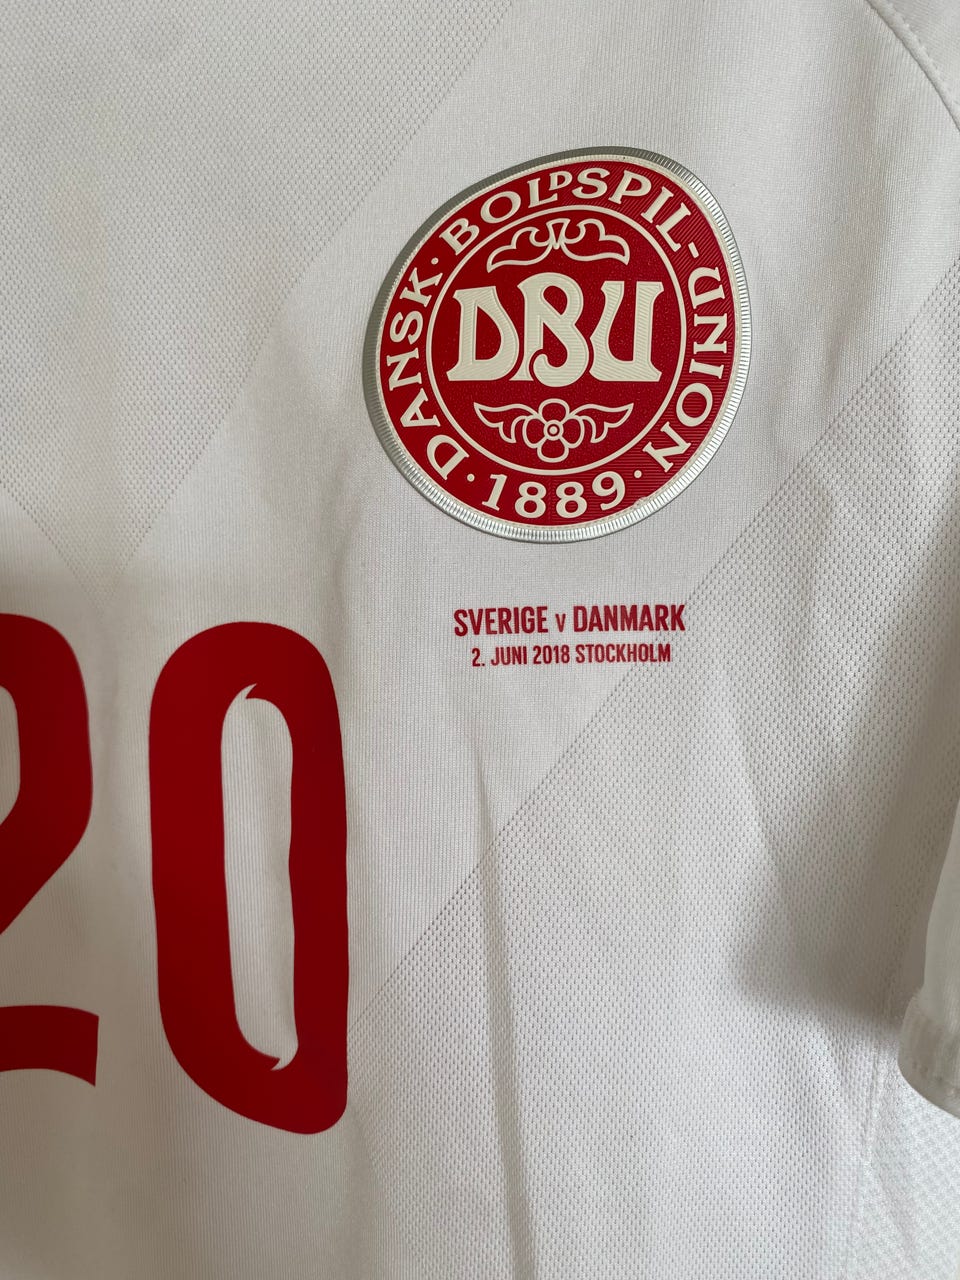 DANSK · BOLDSPIL-UNION
DBU
· 1889 ·
SVERIGE v DANMARK
2. JUNI 2018 STOCKHOLM
20